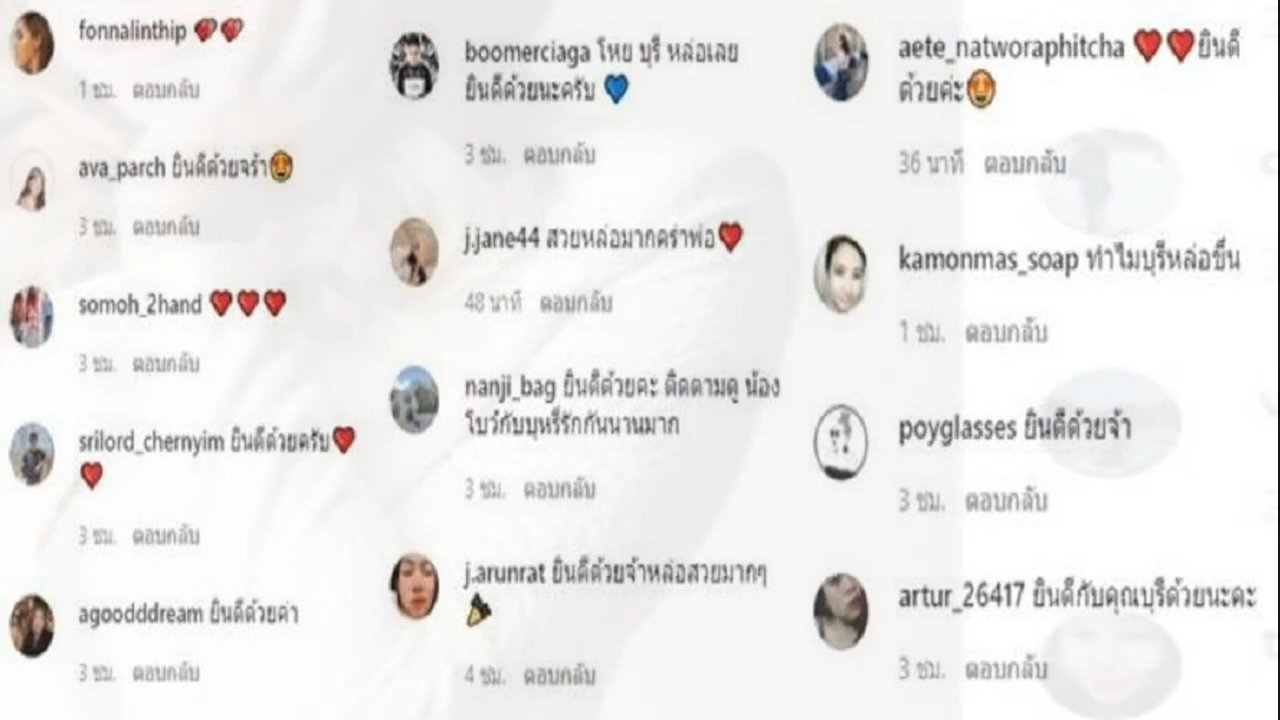 fonnalinthip 💕💕
1 ชม. ตอบกลับ
ava_parch ยินดีด้วยจร้า🤩
3 ชม. ตอบกลับ
somoh_2hand ❤️❤️❤️
3 ชม. ตอบกลับ
srilord_chernyim ยินดีด้วยครับ❤️
❤️
3 ชม. ตอบกลับ
agoodddream ยินดีด้วยค่า
3 ชม. ตอบกลับ
boomerciaga โหย บุรี หล่อเลย
ยินดีด้วยนะครับ 💙
3 ชม. ตอบกลับ
j.jane44 สวยหล่อมากคร่าพ่อ❤️
48 นาที ตอบกลับ
nanji_bag ยินดีด้วยคะ ติดตามดู น้อง
โบว์กับบุหรี่รักกันนานมาก
3 ชม. ตอบกลับ
j.arunrat ยินดีด้วยจ้าหล่อสวยมากๆ
🎉
4 ชม. ตอบกลับ
aete_natworaphitcha ❤️❤️ยินดี
ด้วยค่ะ🤩
36 นาที ตอบกลับ
kamonmas_soap ทำไมบุรีหล่อขึ้น
1 ชม. ตอบกลับ
poyglasses ยินดีด้วยจ้า
3 ชม. ตอบกลับ
artur_26417 ยินดีกับคุณบุรีด้วยนะคะ
3 ชม. ตอบกลับ